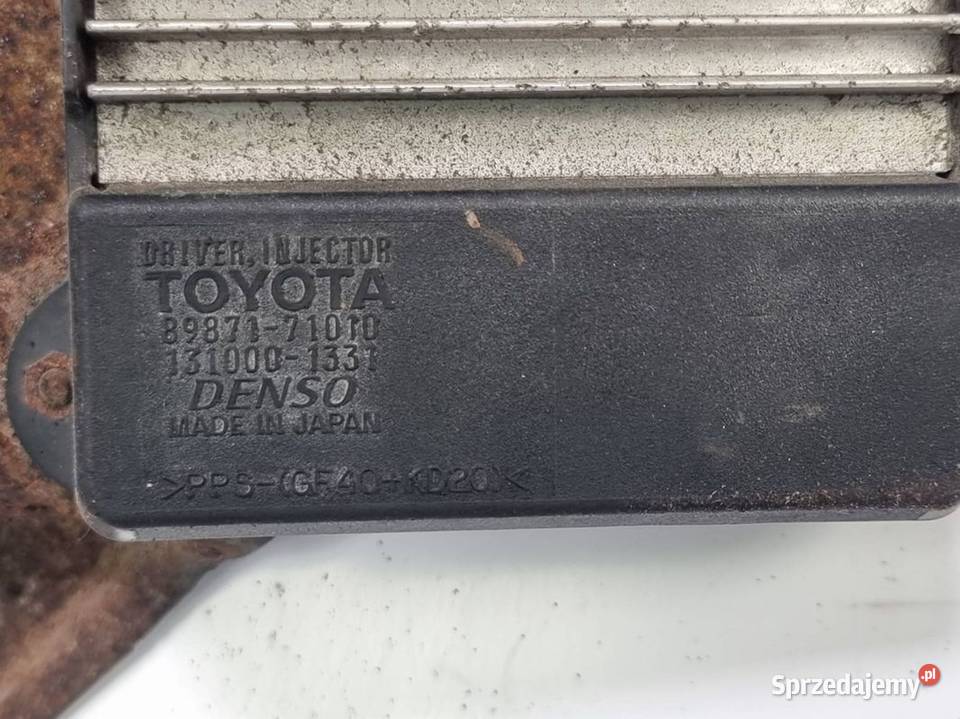 DRIVER, INJECTOR
TOYOTA
89871-71010
131000-1331
DENSO
MADE IN JAPAN
>PPS-(GF40+MD20)<
Sprzedajemy.pl